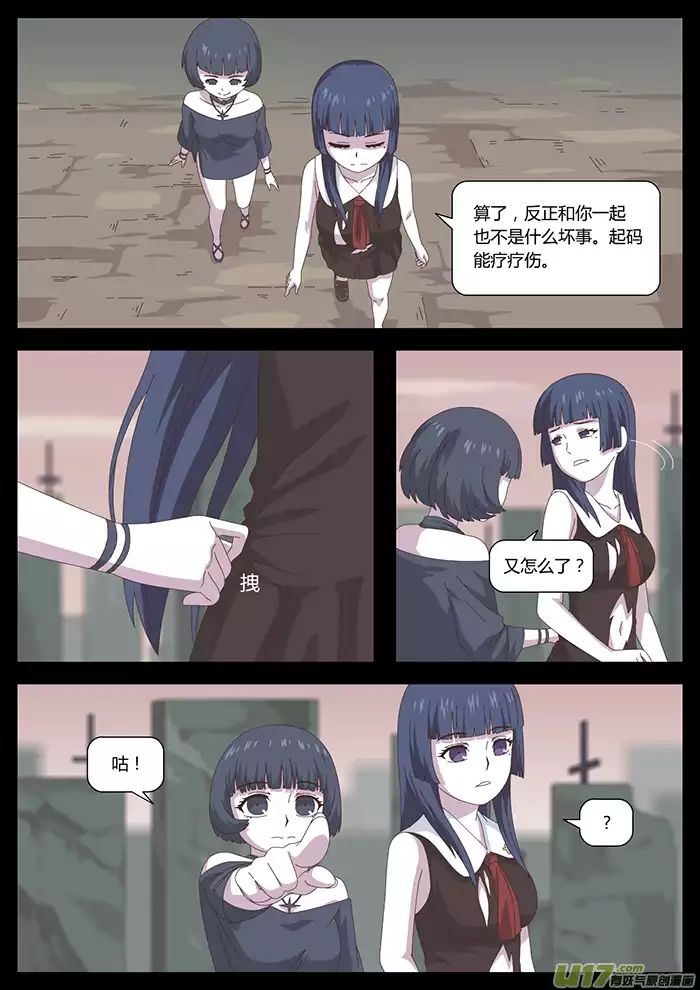 算了，反正和你一起
也不是什么坏事。起码
能疗疗伤。
拽
又怎么了？
咕！
？
U17.com
有妖气原创漫画